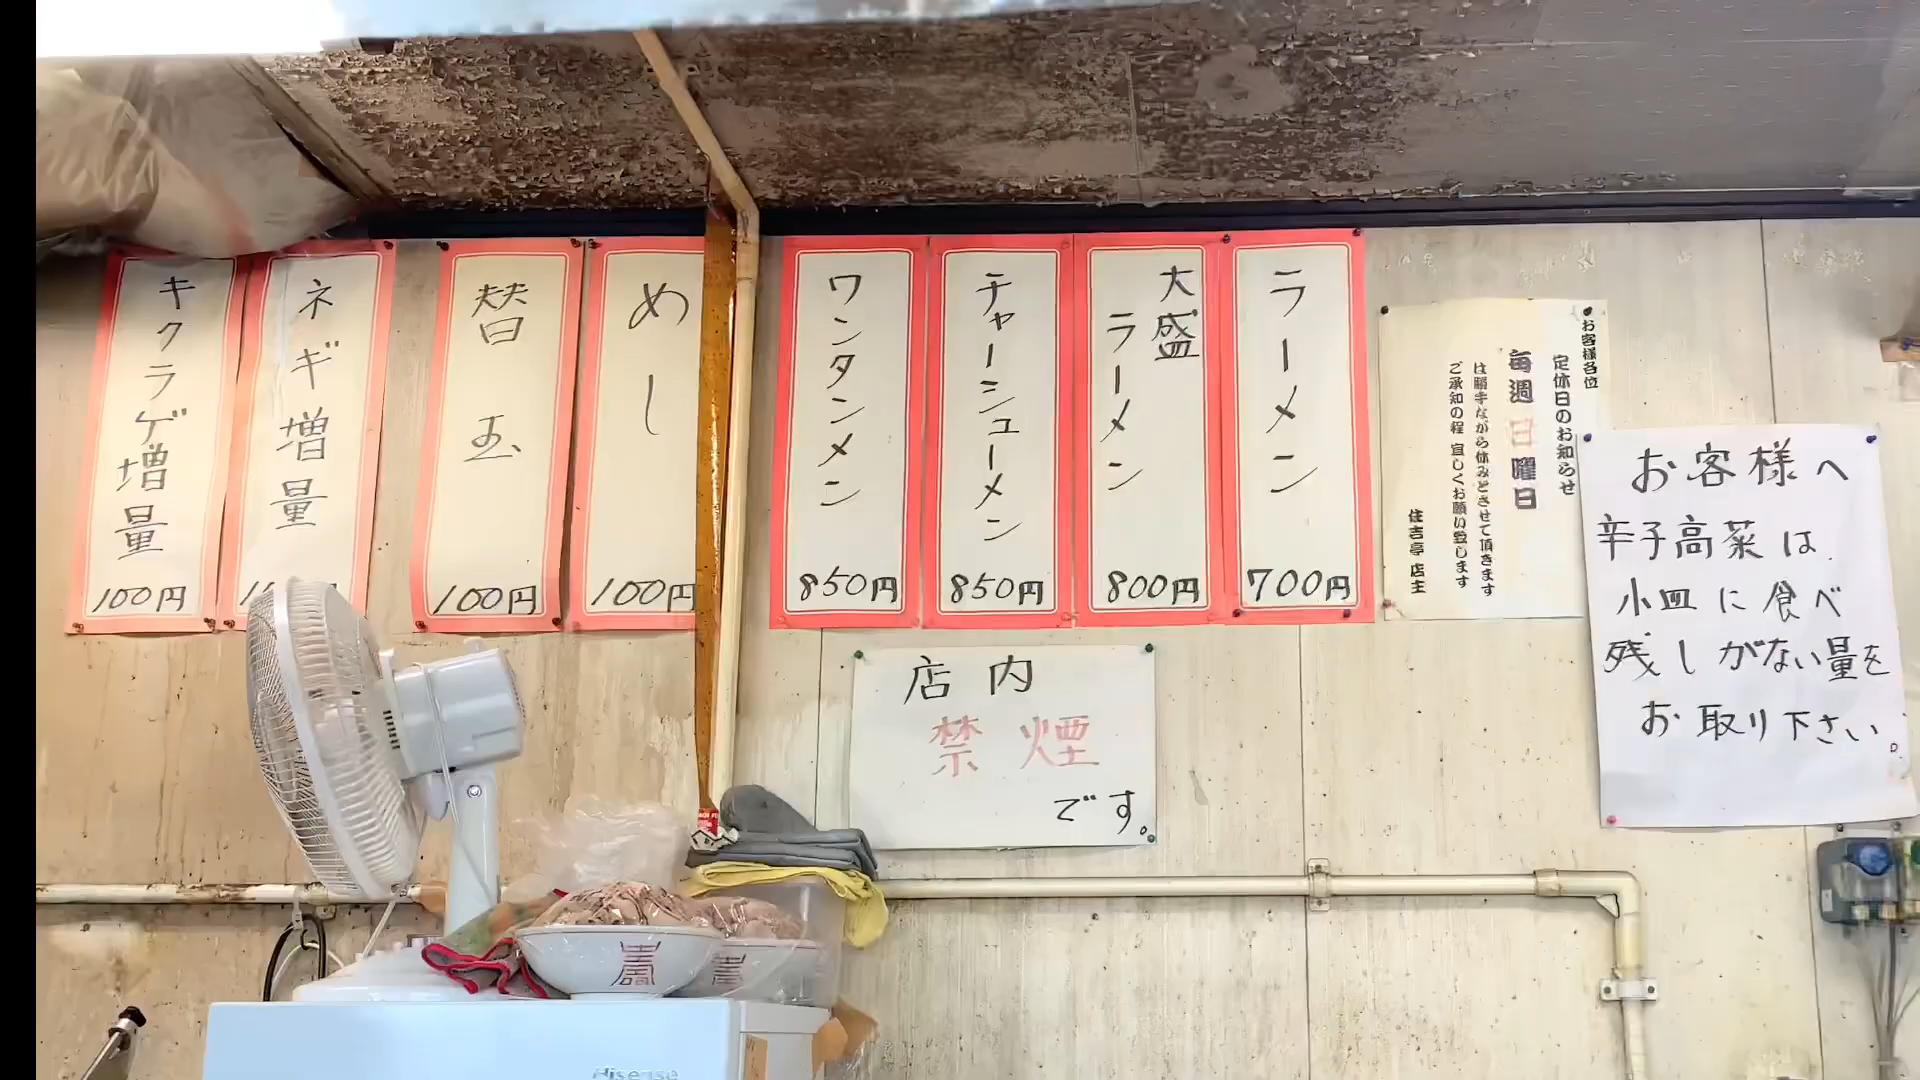 ラーメン
700円
大盛
ラーメン
800円
チャーシューメン
850円
ワンタンメン
850円
めし
100円
替玉
100円
ネギ増量
キクラゲ増量
100円
お客様各位
定休日のお知らせ
毎週日曜日
は勝手ながら休みとさせて頂きます
ご承知の程 宜しくお願い致します
住吉亭 店主
お客様へ
辛子高菜は
小皿に食べ
残しがない量を
お取り下さい。
店内
禁煙
です。
Hisense